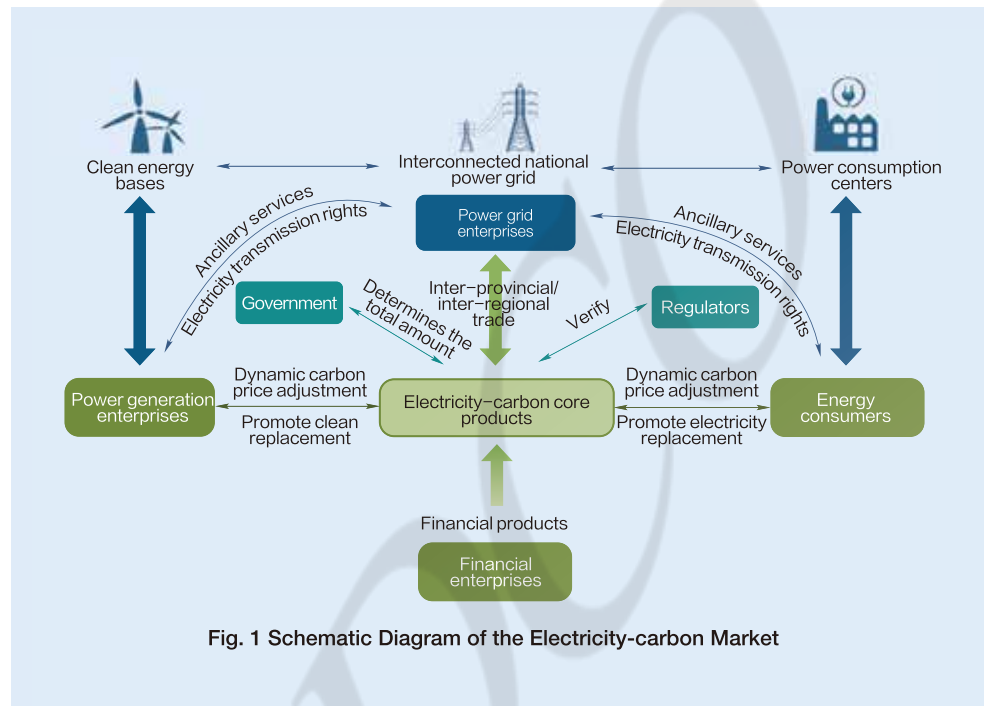 Clean energy
bases
Interconnected national
power grid
Power consumption
centers
Power grid
enterprises
Ancillary services
Electricity transmission rights
Ancillary services
Electricity transmission rights
Government
Determines the
total amount
Inter-provincial/
inter-regional
trade
Verify
Regulators
Power generation
enterprises
Dynamic carbon
price adjustment
Promote clean
replacement
Electricity-carbon core
products
Dynamic carbon
price adjustment
Promote electricity
replacement
Energy
consumers
Financial products
Financial
enterprises
Fig. 1 Schematic Diagram of the Electricity-carbon Market